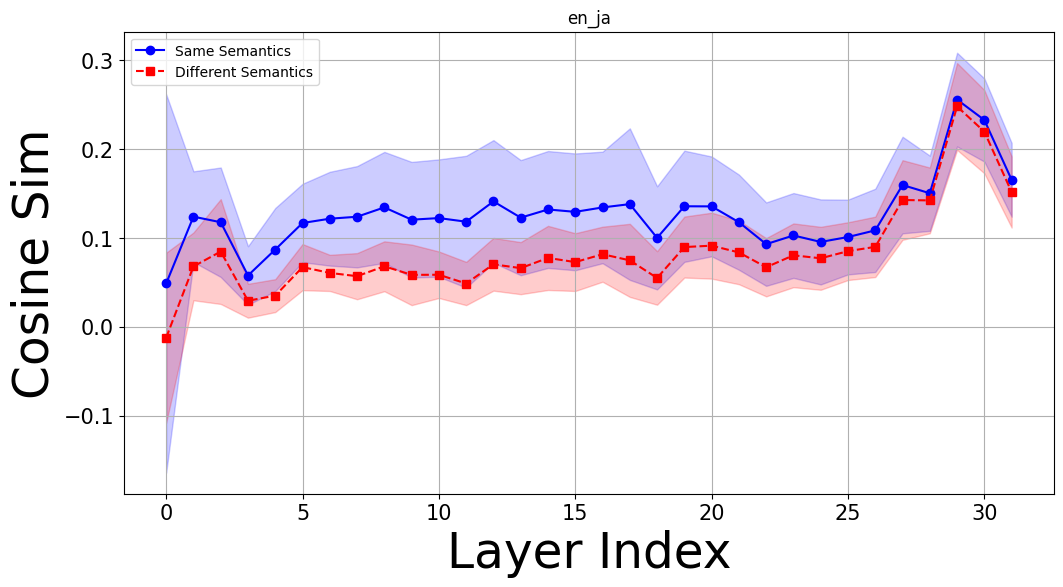 en_ja
Same Semantics
Different Semantics
Cosine Sim
0.3
0.2
0.1
0.0
−0.1
0 5 10 15 20 25 30
Layer Index